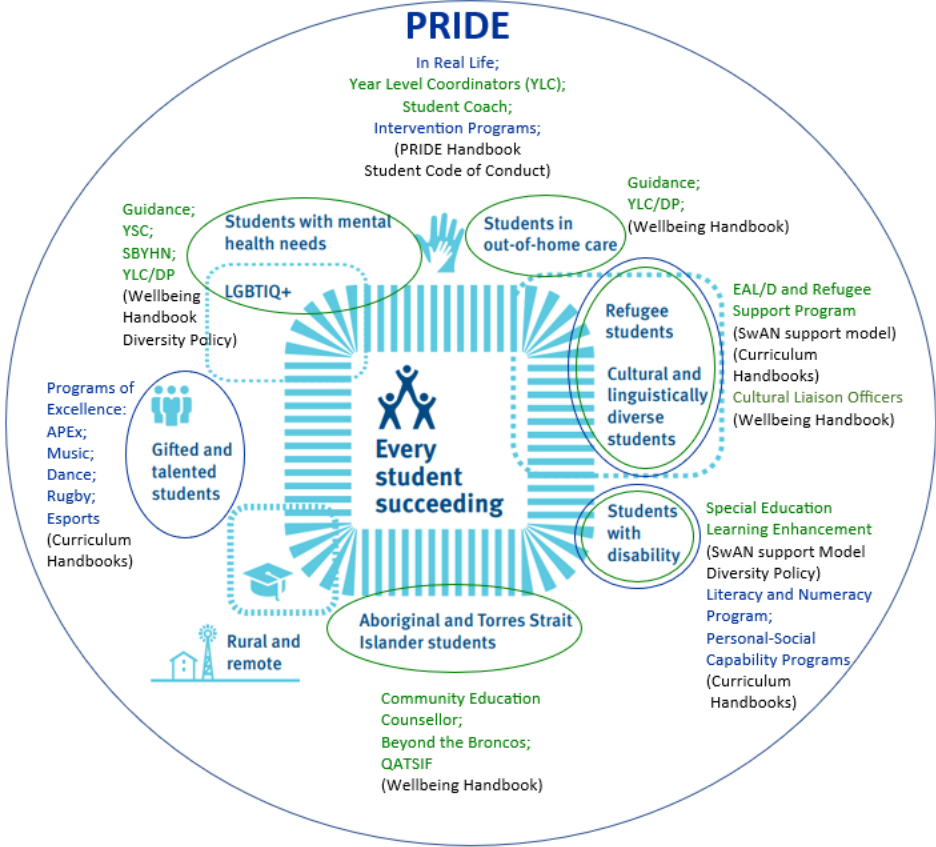 PRIDE
In Real Life;
Year Level Coordinators (YLC);
Student Coach;
Intervention Programs;
(PRIDE Handbook
Student Code of Conduct)
Guidance;
YSC;
SBYHN;
YLC/DP
(Wellbeing
Handbook
Diversity Policy)
Students with mental
health needs
LGBTIQ+
Students in
out-of-home care
Guidance;
YLC/DP;
(Wellbeing Handbook)
Refugee
students
Cultural and
linguistically
diverse
students
EAL/D and Refugee
Support Program
(SwAN support model)
(Curriculum
Handbooks)
Cultural Liaison Officers
(Wellbeing Handbook)
Programs of
Excellence:
APEx;
Music;
Dance;
Rugby;
Esports
(Curriculum
Handbooks)
Gifted and
talented
students
Every
student
succeeding
Students
with
disability
Special Education
Learning Enhancement
(SwAN support Model
Diversity Policy)
Literacy and Numeracy
Program;
Personal-Social
Capability Programs
(Curriculum
Handbooks)
Rural and
remote
Aboriginal and Torres Strait
Islander students
Community Education
Counsellor;
Beyond the Broncos;
QATSIF
(Wellbeing Handbook)